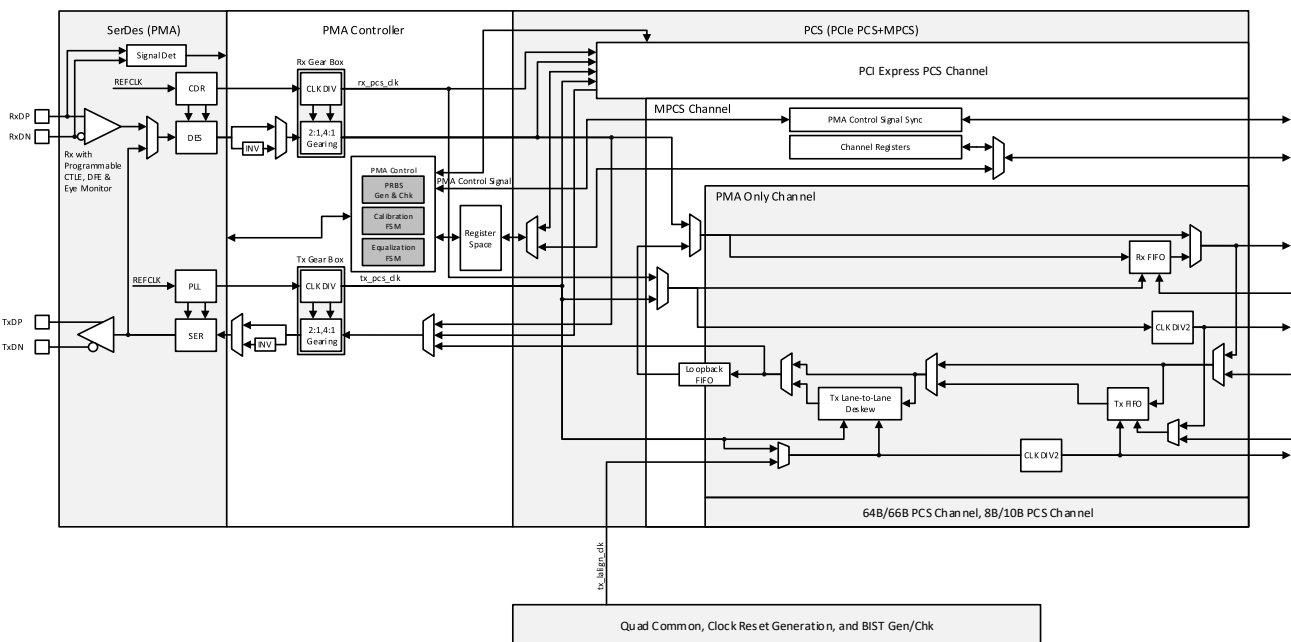 SerDes (PMA)
PMA Controller
PCS (PCIe PCS+MPCS)
Signal Det
REFCLK
CDR
Rx Gear Box
CLK DIV
rx_pcs_clk
PCI Express PCS Channel
RxDP
RxDN
DES
INV
2:1,4:1
Gearing
Rx with
Programmable
CTLE, DFE &
Eye Monitor
MPCS Channel
PMA Control Signal Sync
Channel Registers
PMA Control
PRBS
Gen & Chk
Calibration
FSM
Equalization
FSM
PMA Control Signal
Register
Space
PMA Only Channel
Rx FIFO
Tx Gear Box
tx_pcs_clk
REFCLK
PLL
CLK DIV
TxDP
TxDN
SER
INV
2:1,4:1
Gearing
CLK DIV2
Loopback
FIFO
Tx Lane-to-Lane
Deskew
Tx FIFO
CLK DIV2
64B/66B PCS Channel, 8B/10B PCS Channel
tx_lalign_clk
Quad Common, Clock Reset Generation, and BIST Gen/Chk